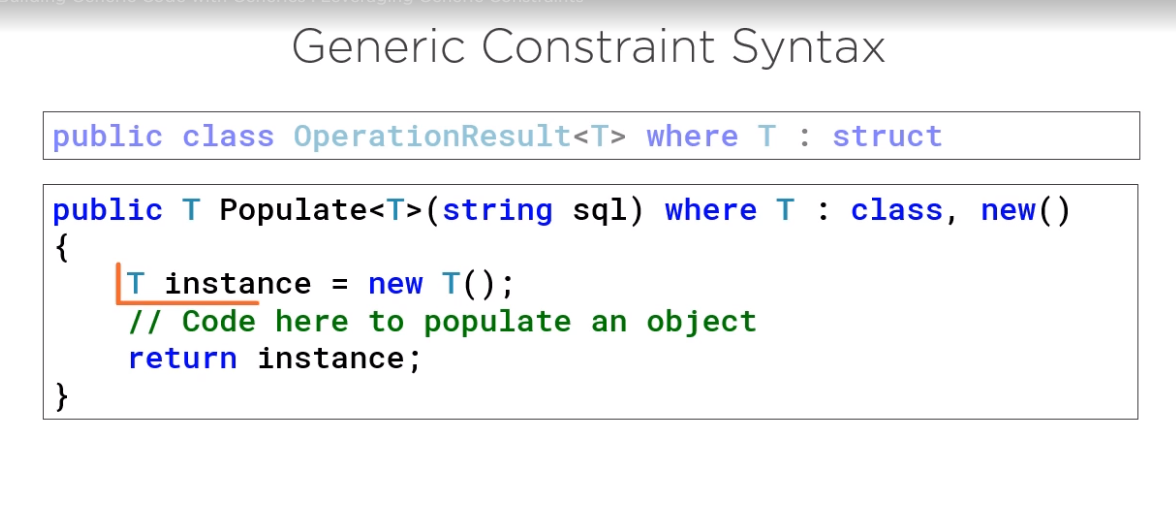 Building Generic Code with Generics : Leveraging Generic Constraints
Generic Constraint Syntax
public class OperationResult<T> where T : struct
public T Populate<T>(string sql) where T : class, new()
{
T instance = new T();
// Code here to populate an object
return instance;
}